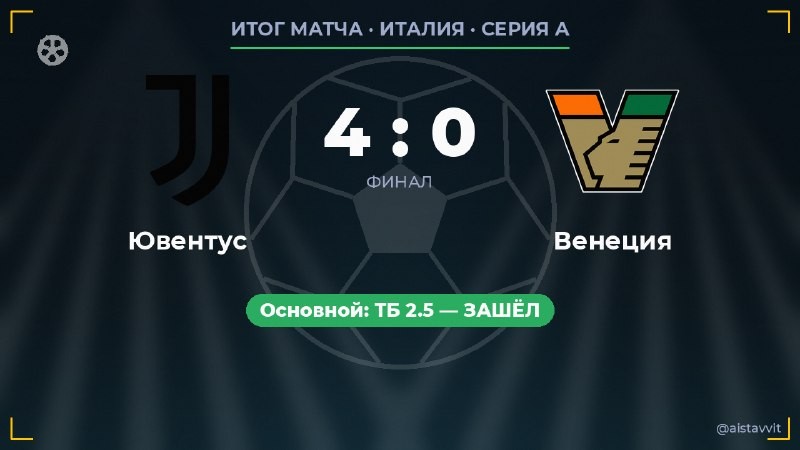 ИТОГ МАТЧА · ИТАЛИЯ · СЕРИЯ А
4 : 0
ФИНАЛ
Ювентус
Венеция
Основной: ТБ 2.5 — ЗАШЁЛ
@aistavvit